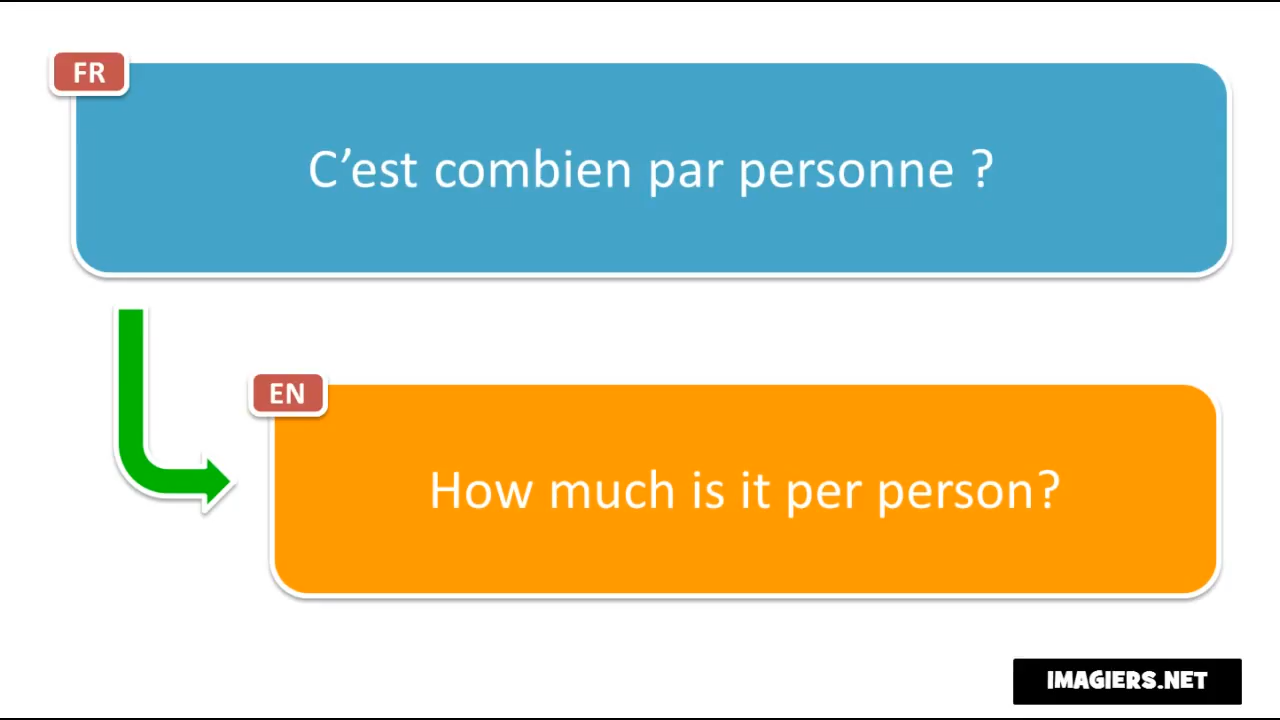 FR
C’est combien par personne ?
EN
How much is it per person?
IMAGIERS.NET